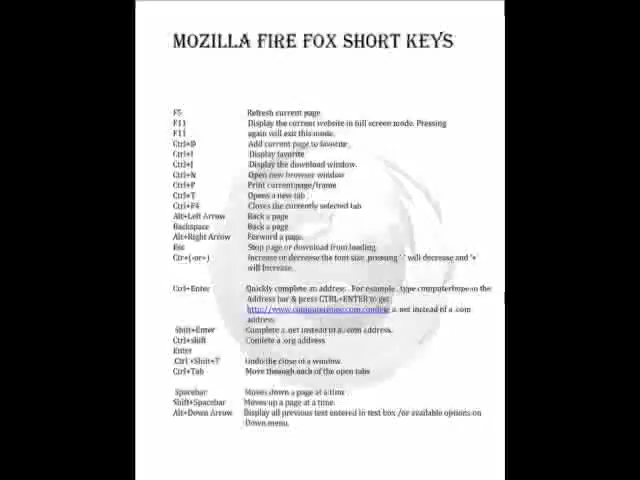 MOZILLA FIRE FOX SHORT KEYS
F5 Refresh current page
F11 Display the current website in full screen mode. Pressing
F11 again will exit this mode.
Ctrl+D Add current page to favorite
Ctrl+I Display favorite
Ctrl+J Display the download window.
Ctrl+N Open new browser window
Ctrl+P Print current page/frame
Ctrl+T Opens a new tab
Ctrl+F4 Closes the currently selected tab
Alt+Left Arrow Back a page
Backspace Back a page
Alt+Right Arrow Forward a page.
Esc Stop page or download from loading.
Ctr+(-or+) Increase or decrease the font size, pressing '-' will decrease and '+'
will increase.
Ctrl+Enter Quickly complete an address. For example, type computerhope in the
Address bar & press CTRL+ENTER to get
a .net instead of a .com
address.
Shift+Enter Complete a .net instead of a .com address.
Ctrl+shift Comlete a .org address
Enter
Ctrl +Shift+T Undo the close of a window.
Ctrl+Tab Move through each of the open tabs
Spacebar Moves down a page at a time
Shift+Spacebar Moves up a page at a time.
Alt+Down Arrow Display all previous text entered in text box /or available options on
Down menu.